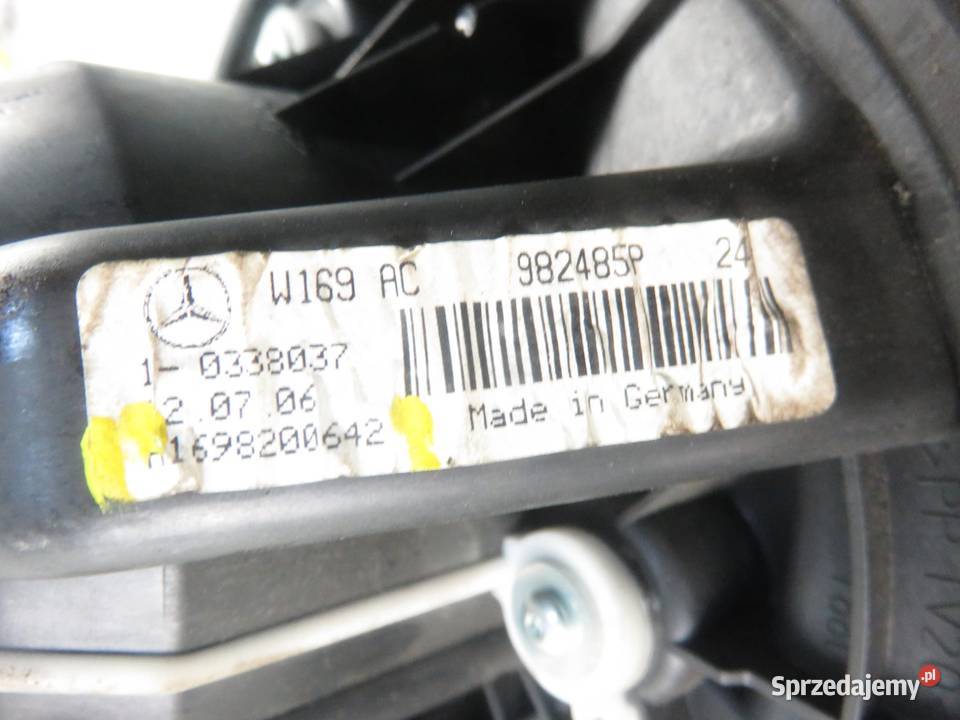 W169 AC 982485P 24
1- 0338037
2.07.06
A1698200642
Made in Germany
Sprzedajemy.pl